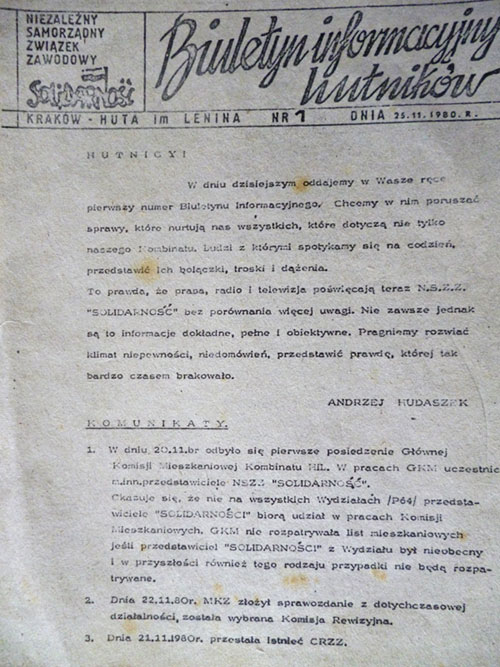 NIEZALEŻNY
SAMORZĄDNY
ZWIĄZEK
ZAWODOWY
Solidarność
Biuletyn informacyjny
hutników
KRAKÓW - HUTA im LENINA NR 1 DNIA 25.11.1980.R.
HUTNICY!
W dniu dzisiejszym oddajemy w Wasze ręce
pierwszy numer Biuletynu Informacyjnego. Chcemy w nim poruszać
sprawy, które nurtują nas wszystkich, które dotyczą nie tylko
naszego Kombinatu. Ludzi z którymi spotykamy się na codzień,
przedstawić ich bolączki, troski i dążenia.
To prawda, że prasa, radio i telewizja poświęcają teraz N.S.Z.Z.
"SOLIDARNOŚĆ" bez porównania więcej uwagi. Nie zawsze jednak
są to informacje dokładne, pełne i obiektywne. Pragniemy rozwiać
klimat niepewności, niedomówień, przedstawić prawdę, której tak
bardzo czasem brakowało.
ANDRZEJ HUDASZEK
KOMUNIKATY.
1. W dniu 20.11.br odbyło się pierwsze posiedzenie Głównej
Komisji Mieszkaniowej Kombinatu HiL. W pracach GKM uczestnic
m.inn.przedstawiciele NSZZ "SOLIDARNOŚĆ".
Okazuje się, że nie na wszystkich Wydziałach /P64/ przedsta-
wiciele "SOLIDARNOŚCI" biorą udział w pracach Komisji
Mieszkaniowych. GKM nie rozpatrywała list mieszkaniowych
jeśli przedstawiciel "SOLIDARNOŚCI" z Wydziału był nieobecny
i w przyszłości również tego rodzaju przypadki nie będą rozpa-
trywane.
2. Dnia 22.11.80r. MKZ złożył sprawozdanie z dotychczasowej
działalności, została wybrana Komisja Rewizyjna.
3. Dnia 21.11.1980r. przestała istnieć CRZZ.